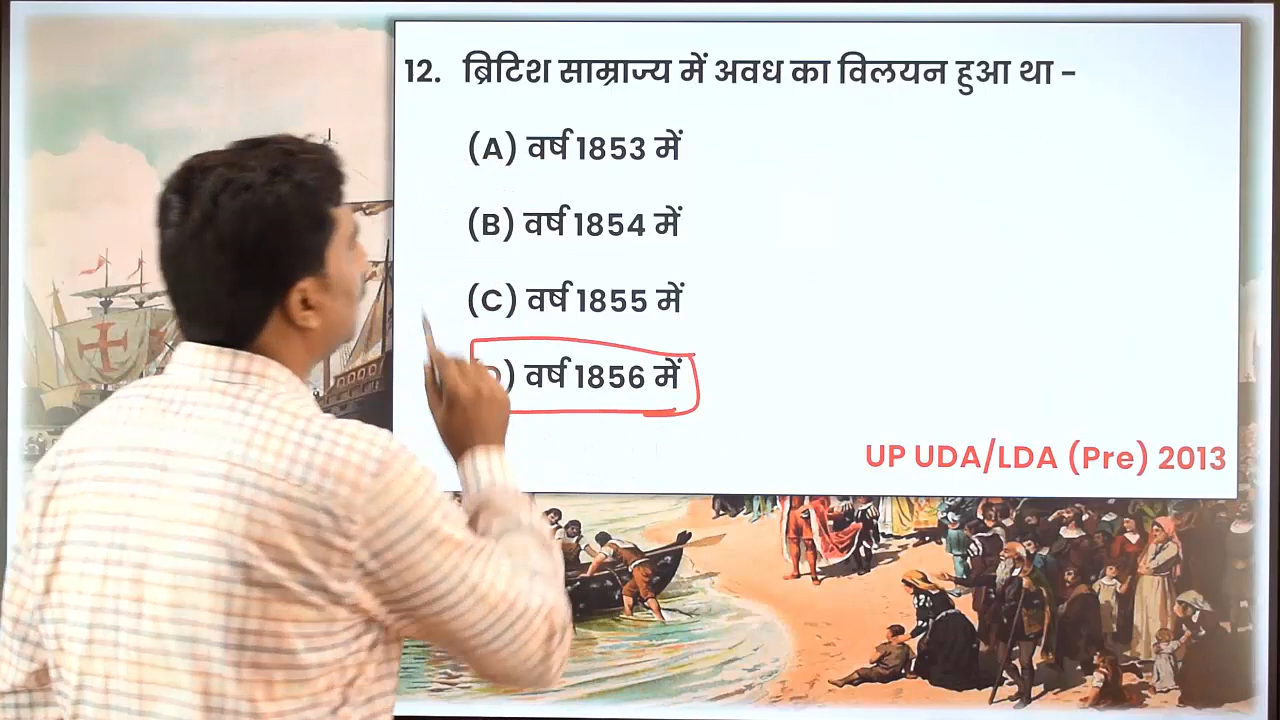 12. ब्रिटिश साम्राज्य में अवध का विलयन हुआ था -
(A) वर्ष 1853 में
(B) वर्ष 1854 में
(C) वर्ष 1855 में
D) वर्ष 1856 में
UP UDA/LDA (Pre) 2013